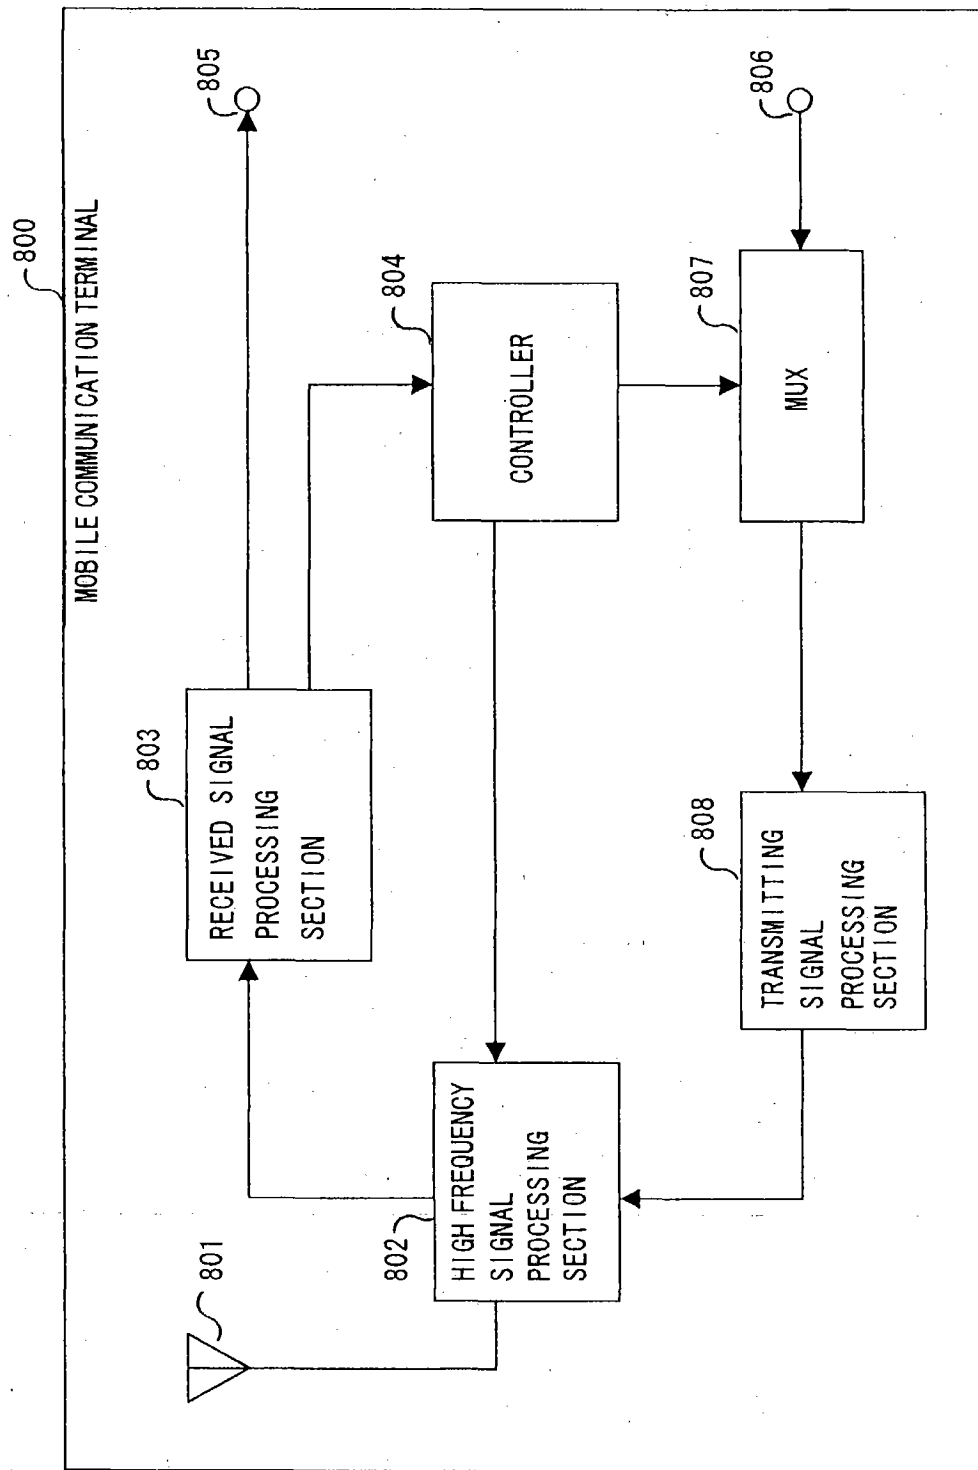 800
MOBILE COMMUNICATION TERMINAL
801
802
HIGH FREQUENCY
SIGNAL
PROCESSING
SECTION
803
RECEIVED SIGNAL
PROCESSING
SECTION
805
804
CONTROLLER
808
TRANSMITTING
SIGNAL
PROCESSING
SECTION
807
MUX
806